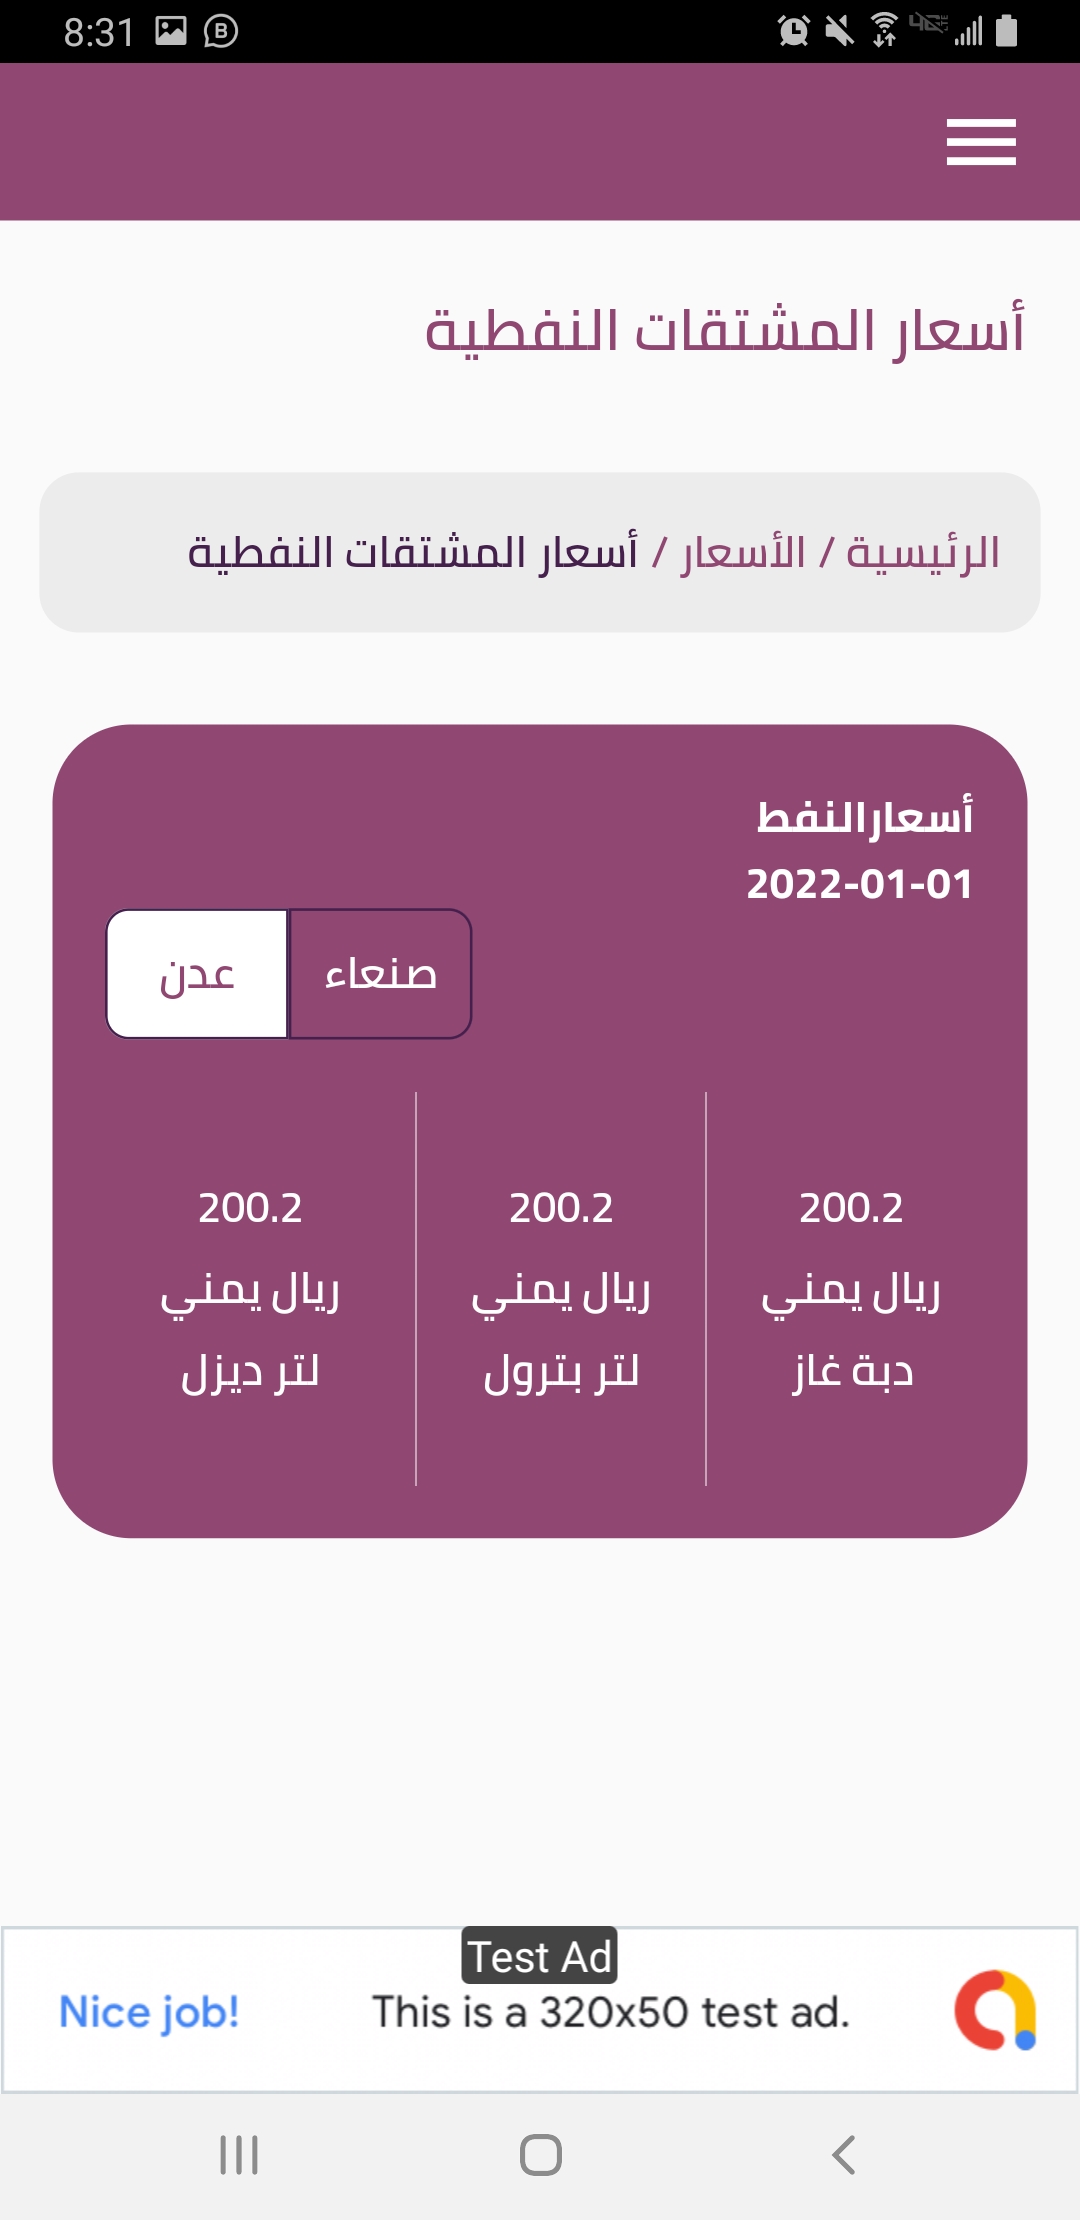 8:31
أسعار المشتقات النفطية
الرئيسية / الأسعار / أسعار المشتقات النفطية
أسعارالنفط
2022-01-01
صنعاء
عدن
200.2
ريال يمني
دبة غاز
200.2
ريال يمني
لتر بترول
200.2
ريال يمني
لتر ديزل
Test Ad
Nice job!
This is a 320x50 test ad.